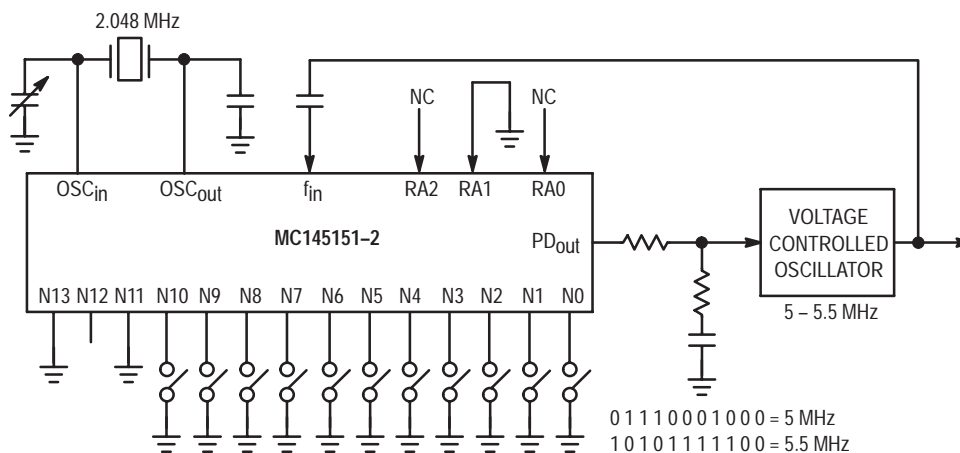 2.048 MHz
NC NC
OSCin OSCout fin RA2 RA1 RA0
MC145151–2
PDout
VOLTAGE
CONTROLLED
OSCILLATOR
N13 N12 N11 N10 N9 N8 N7 N6 N5 N4 N3 N2 N1 N0
5 – 5.5 MHz
0 1 1 1 0 0 0 1 0 0 0 = 5 MHz
1 0 1 0 1 1 1 1 1 0 0 = 5.5 MHz